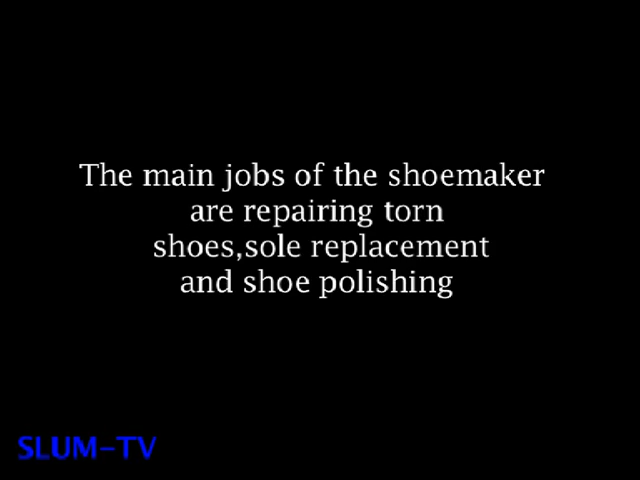 The main jobs of the shoemaker
are repairing torn
shoes,sole replacement
and shoe polishing
SLUM-TV